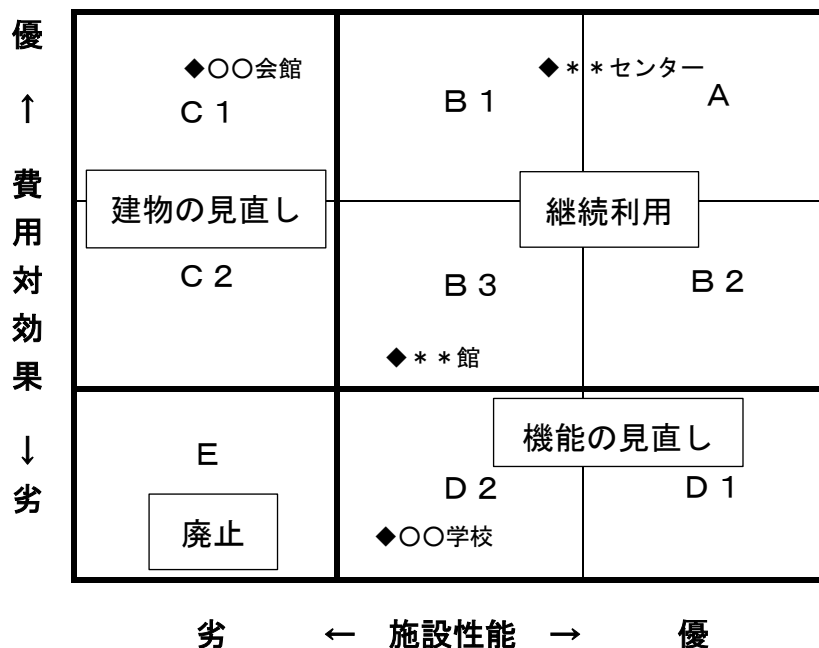 優 ↑ 費用対効果 ↓ 劣
◆○○会館
C1
B1
◆**センター
A
建物の見直し
継続利用
C2
B3
B2
◆**館
機能の見直し
E
D2
D1
廃止
◆○○学校
劣 ← 施設性能 → 優